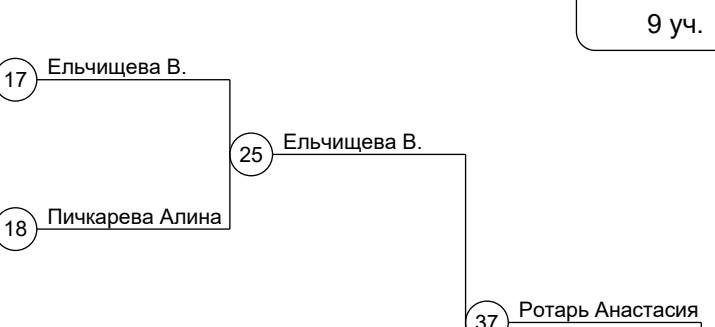 9 уч.
17 Ельчищева В.
25 Ельчищева В.
18 Пичкарева Алина
37 Ротарь Анастасия